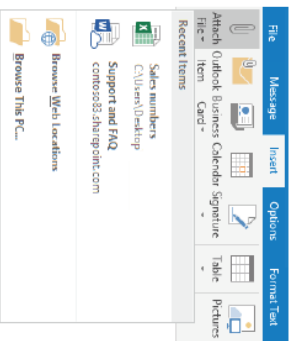 File Message Insert Options Format Text
Attach Outlook Business Calendar Signature Table Pictures
File Item Card
Recent Items
Sales numbers
C:\Users\Desktop
Support and FAQ
contoso83.sharepoint.com
Browse Web Locations
Browse This PC...